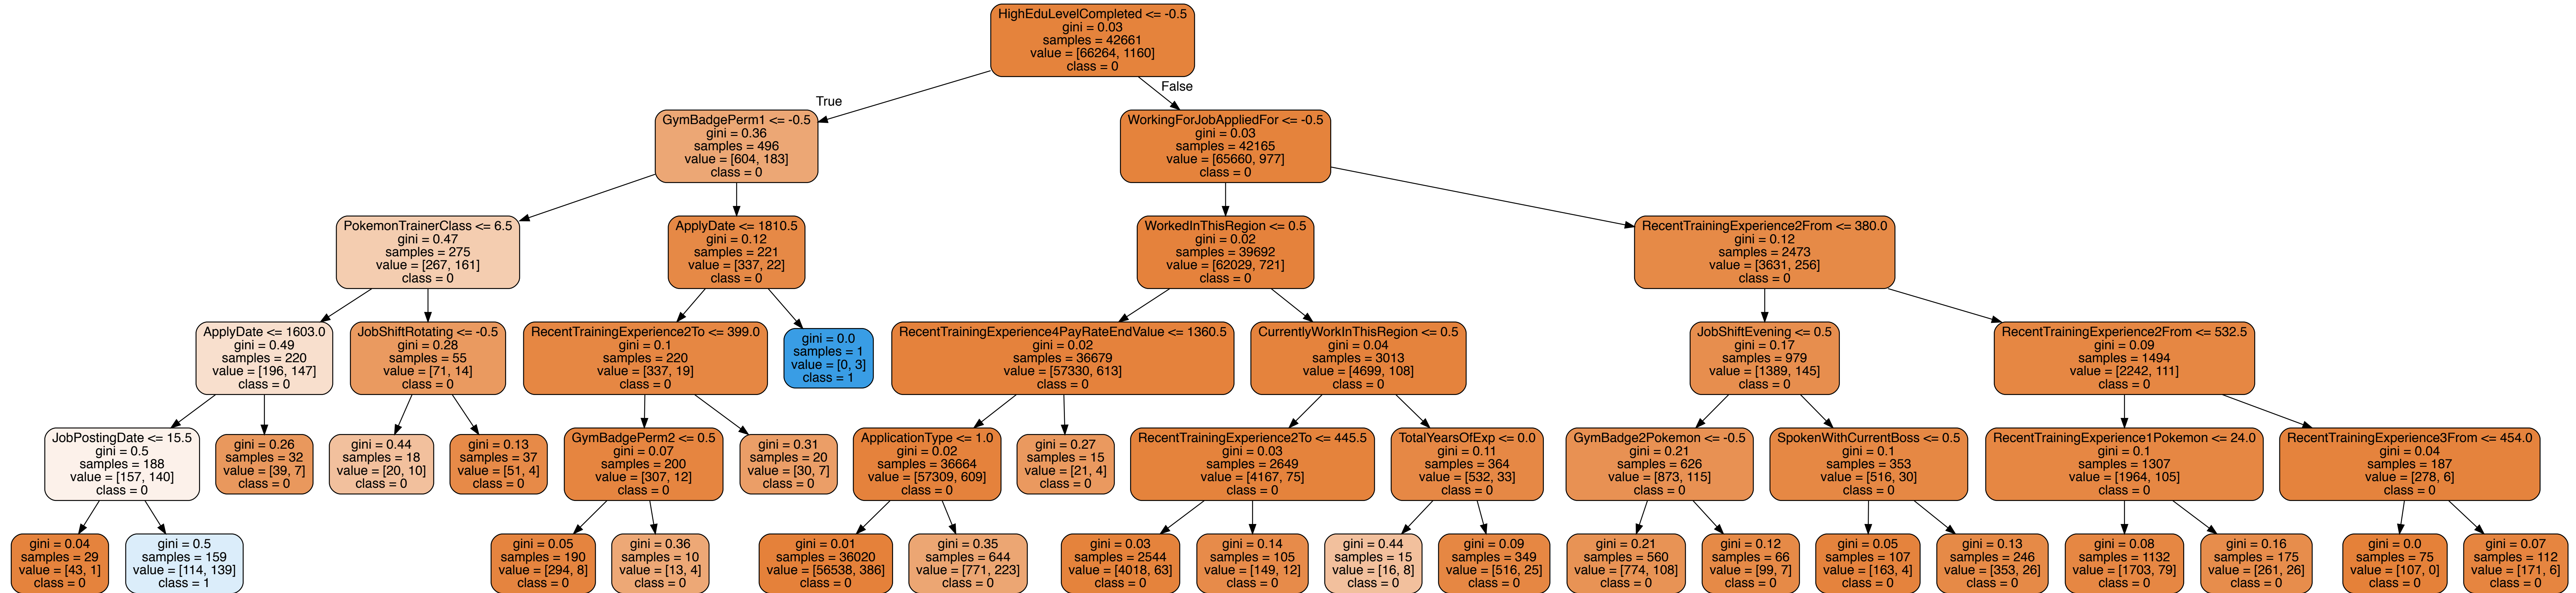 HighEduLevelCompleted <= -0.5
gini = 0.03
samples = 42661
value = [66264, 1160]
class = 0
True
False
GymBadgePerm1 <= -0.5
gini = 0.36
samples = 496
value = [604, 183]
class = 0
WorkingForJobAppliedFor <= -0.5
gini = 0.03
samples = 42165
value = [65660, 977]
class = 0
PokemonTrainerClass <= 6.5
gini = 0.47
samples = 275
value = [267, 161]
class = 0
ApplyDate <= 1810.5
gini = 0.12
samples = 221
value = [337, 22]
class = 0
WorkedInThisRegion <= 0.5
gini = 0.02
samples = 39692
value = [62029, 721]
class = 0
RecentTrainingExperience2From <= 380.0
gini = 0.12
samples = 2473
value = [3631, 256]
class = 0
ApplyDate <= 1603.0
gini = 0.49
samples = 220
value = [196, 147]
class = 0
JobShiftRotating <= -0.5
gini = 0.28
samples = 55
value = [71, 14]
class = 0
RecentTrainingExperience2To <= 399.0
gini = 0.1
samples = 220
value = [337, 19]
class = 0
gini = 0.0
samples = 1
value = [0, 3]
class = 1
RecentTrainingExperience4PayRateEndValue <= 1360.5
gini = 0.02
samples = 36679
value = [57330, 613]
class = 0
CurrentlyWorkInThisRegion <= 0.5
gini = 0.04
samples = 3013
value = [4699, 108]
class = 0
JobShiftEvening <= 0.5
gini = 0.17
samples = 979
value = [1389, 145]
class = 0
RecentTrainingExperience2From <= 532.5
gini = 0.09
samples = 1494
value = [2242, 111]
class = 0
JobPostingDate <= 15.5
gini = 0.5
samples = 188
value = [157, 140]
class = 0
gini = 0.26
samples = 32
value = [39, 7]
class = 0
gini = 0.44
samples = 18
value = [20, 10]
class = 0
gini = 0.13
samples = 37
value = [51, 4]
class = 0
GymBadgePerm2 <= 0.5
gini = 0.07
samples = 200
value = [307, 12]
class = 0
gini = 0.31
samples = 20
value = [30, 7]
class = 0
ApplicationType <= 1.0
gini = 0.02
samples = 36664
value = [57309, 609]
class = 0
gini = 0.27
samples = 15
value = [21, 4]
class = 0
RecentTrainingExperience2To <= 445.5
gini = 0.03
samples = 2649
value = [4167, 75]
class = 0
TotalYearsOfExp <= 0.0
gini = 0.11
samples = 364
value = [532, 33]
class = 0
GymBadge2Pokemon <= -0.5
gini = 0.21
samples = 626
value = [873, 115]
class = 0
SpokenWithCurrentBoss <= 0.5
gini = 0.1
samples = 353
value = [516, 30]
class = 0
RecentTrainingExperience1Pokemon <= 24.0
gini = 0.1
samples = 1307
value = [1964, 105]
class = 0
RecentTrainingExperience3From <= 454.0
gini = 0.04
samples = 187
value = [278, 6]
class = 0
gini = 0.04
samples = 29
value = [43, 1]
class = 0
gini = 0.5
samples = 159
value = [114, 139]
class = 1
gini = 0.05
samples = 190
value = [294, 8]
class = 0
gini = 0.36
samples = 10
value = [13, 4]
class = 0
gini = 0.01
samples = 36020
value = [56538, 386]
class = 0
gini = 0.35
samples = 644
value = [771, 223]
class = 0
gini = 0.03
samples = 2544
value = [4018, 63]
class = 0
gini = 0.14
samples = 105
value = [149, 12]
class = 0
gini = 0.44
samples = 15
value = [16, 8]
class = 0
gini = 0.09
samples = 349
value = [516, 25]
class = 0
gini = 0.21
samples = 560
value = [774, 108]
class = 0
gini = 0.12
samples = 66
value = [99, 7]
class = 0
gini = 0.05
samples = 107
value = [163, 4]
class = 0
gini = 0.13
samples = 246
value = [353, 26]
class = 0
gini = 0.08
samples = 1132
value = [1703, 79]
class = 0
gini = 0.16
samples = 175
value = [261, 26]
class = 0
gini = 0.0
samples = 75
value = [107, 0]
class = 0
gini = 0.07
samples = 112
value = [171, 6]
class = 0